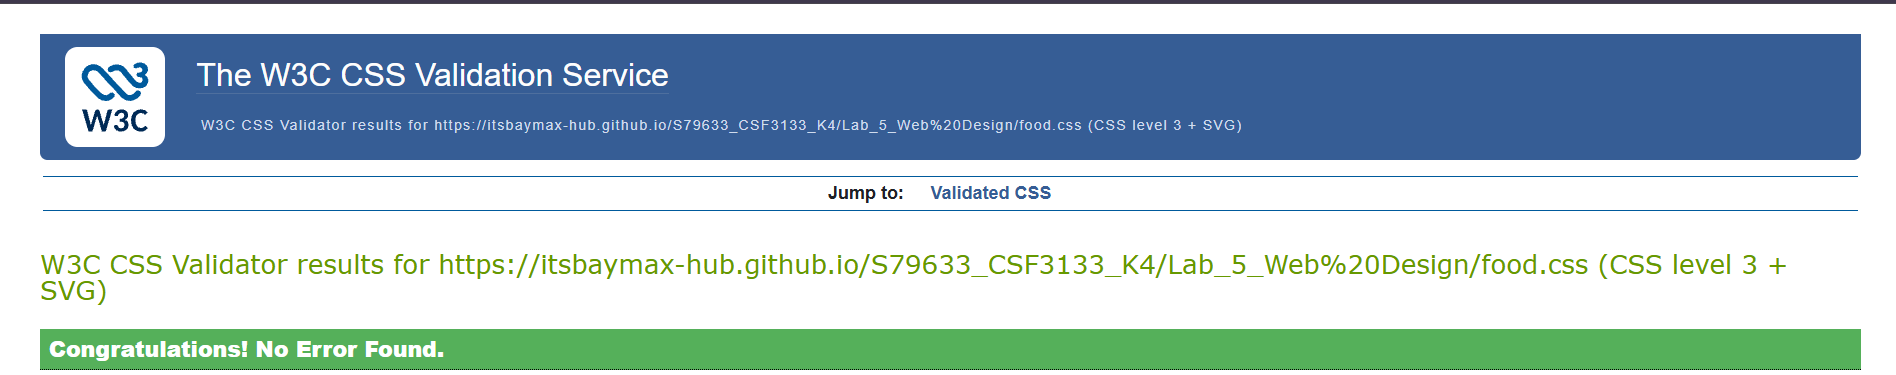 W3C
The W3C CSS Validation Service
W3C CSS Validator results for https://itsbaymax-hub.github.io/S79633_CSF3133_K4/Lab_5_Web%20Design/food.css (CSS level 3 + SVG)
Jump to: Validated CSS
W3C CSS Validator results for https://itsbaymax-hub.github.io/S79633_CSF3133_K4/Lab_5_Web%20Design/food.css (CSS level 3 +
SVG)
Congratulations! No Error Found.